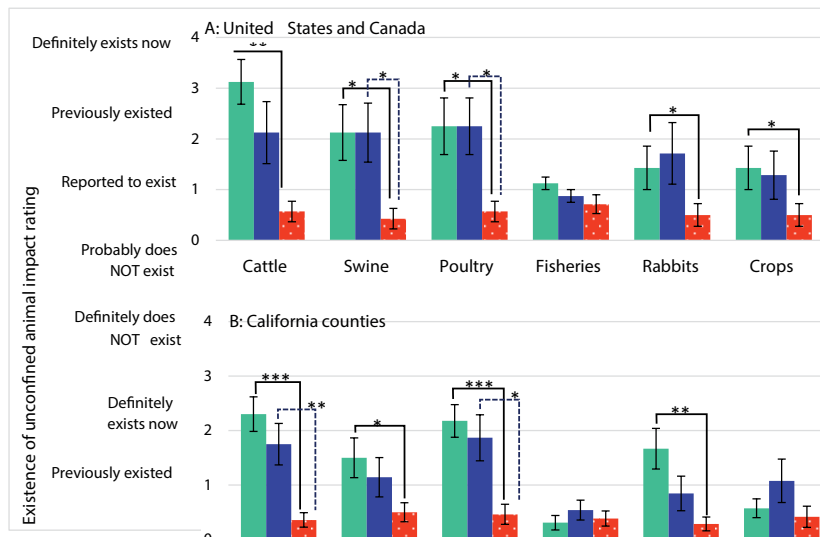 A: United States and Canada
Definitely exists now
4
**
Previously existed
3
* * * * * *
Reported to exist
2
1
Probably does
NOT exist
0
Cattle Swine Poultry Fisheries Rabbits Crops
Definitely does
NOT exist
4
B: California counties
3
*** ** * *** * **
Definitely
exists now
2
Previously existed
1
0
Existence of unconfined animal impact rating